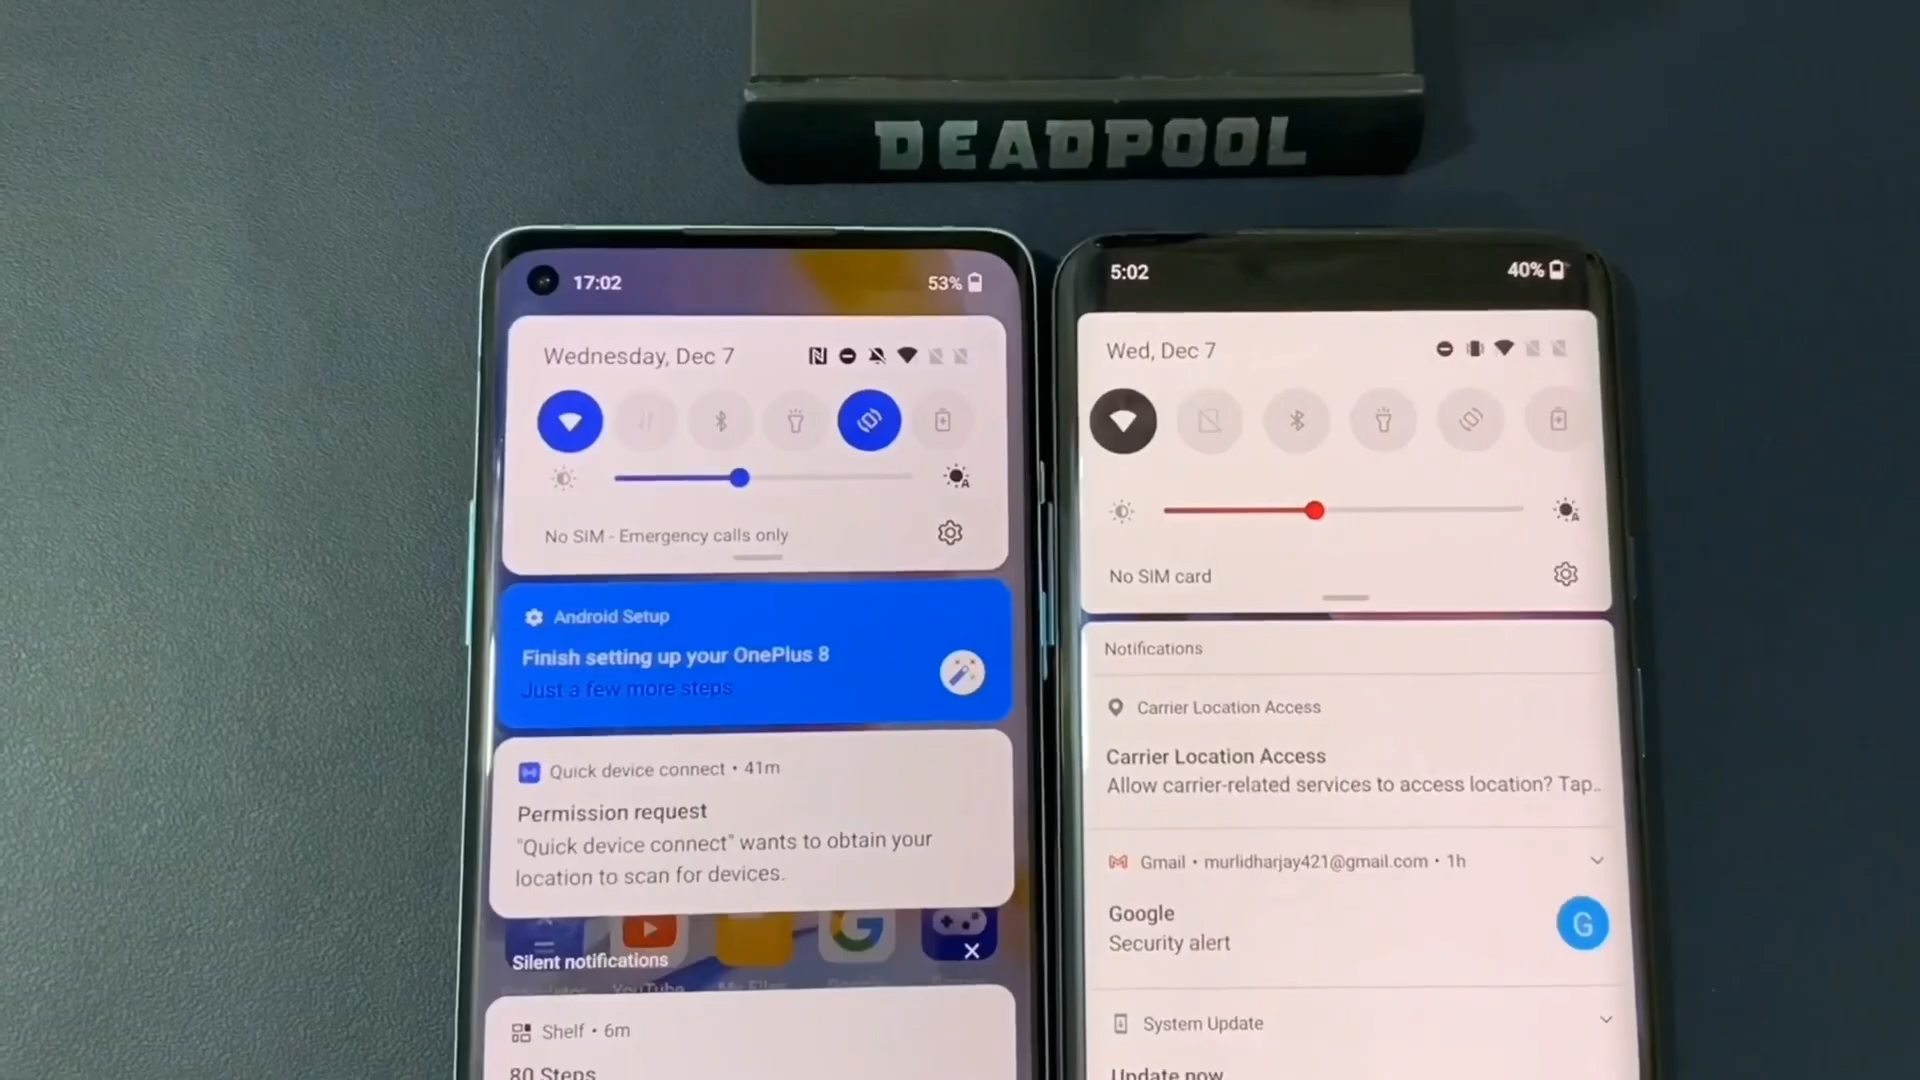 DEADPOOL
17:02
53%
Wednesday, Dec 7
No SIM - Emergency calls only
Android Setup
Finish setting up your OnePlus 8
Just a few more steps
Quick device connect • 41m
Permission request
"Quick device connect" wants to obtain your
location to scan for devices.
YouTube
Silent notifications
Shelf • 6m
80 Steps
5:02
40%
Wed, Dec 7
No SIM card
Notifications
Carrier Location Access
Carrier Location Access
Allow carrier-related services to access location? Tap..
Gmail • murlidharjay421@gmail.com • 1h
Google
Security alert
G
System Update
Update now